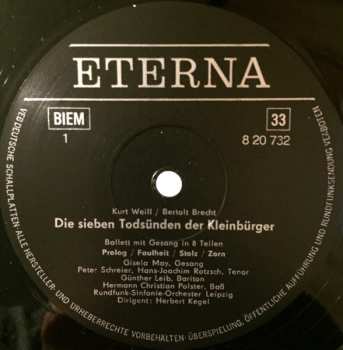 ETERNA
BIEM
33
1
8 20 732
Kurt Weill / Bertolt Brecht
Die sieben Todsünden der Kleinbürger
Ballett mit Gesang in 8 Teilen
Prolog / Faulheit / Stolz / Zorn
Gisela May, Gesang
Peter Schreier, Hans-Joachim Rotzsch, Tenor
Günther Leib, Bariton
Hermann Christian Polster, Baß
Rundfunk-Sinfonie-Orchester Leipzig
Dirigent: Herbert Kegel
VEB DEUTSCHE SCHALLPLATTEN · ALLE HERSTELLER- UND URHEBERRECHTE VORBEHALTEN · ÜBERSPIELUNG, ÖFFENTLICHE AUFFÜHRUNG UND RUNDFUNKSENDUNG VERBOTEN